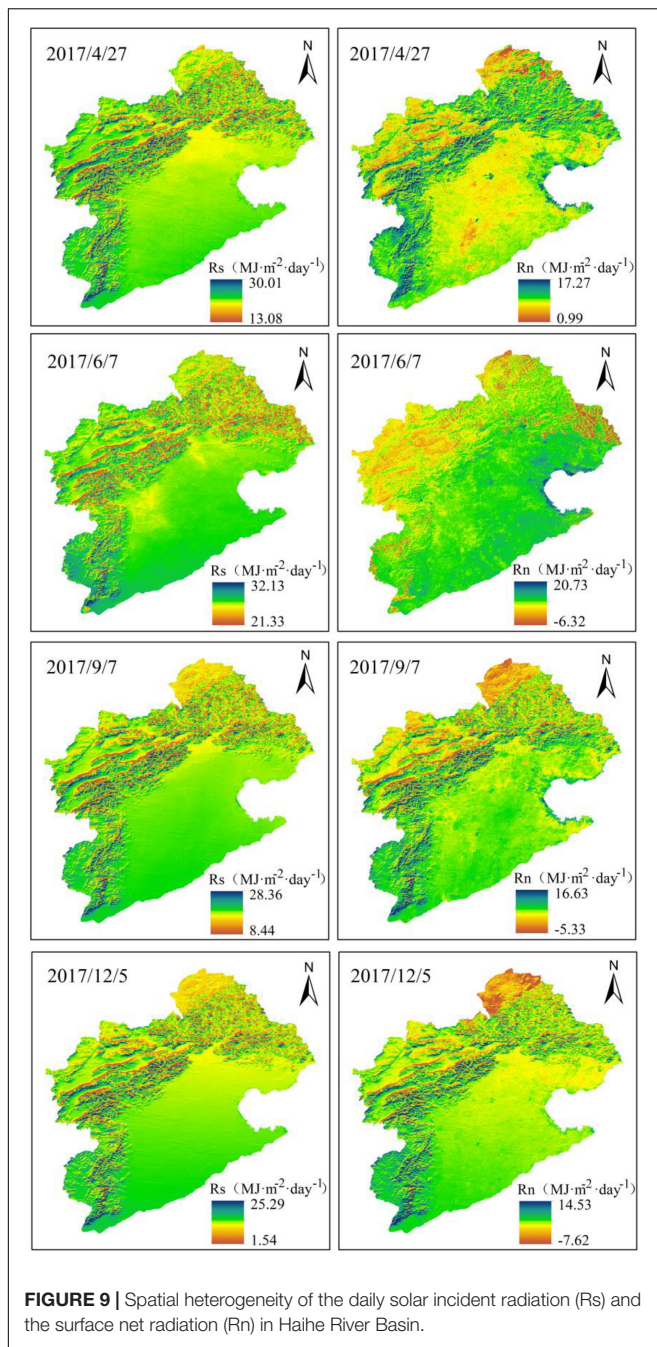 2017/4/27
N
Rs (MJ·m⁻²·day⁻¹)
30.01
13.08
2017/4/27
N
Rn (MJ·m⁻²·day⁻¹)
17.27
0.99
2017/6/7
N
Rs (MJ·m⁻²·day⁻¹)
32.13
21.33
2017/6/7
N
Rn (MJ·m⁻²·day⁻¹)
20.73
-6.32
2017/9/7
N
Rs (MJ·m⁻²·day⁻¹)
28.36
8.44
2017/9/7
N
Rn (MJ·m⁻²·day⁻¹)
16.63
-5.33
2017/12/5
N
Rs (MJ·m⁻²·day⁻¹)
25.29
1.54
2017/12/5
N
Rn (MJ·m⁻²·day⁻¹)
14.53
-7.62
FIGURE 9 | Spatial heterogeneity of the daily solar incident radiation (Rs) and
the surface net radiation (Rn) in Haihe River Basin.